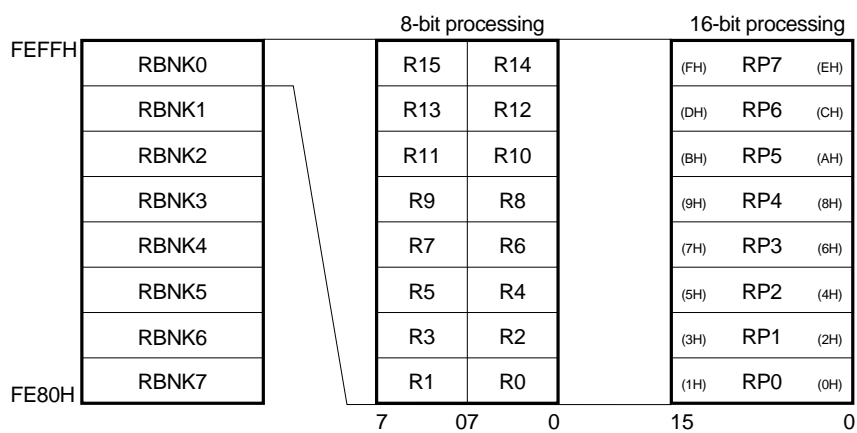 8-bit processing 16-bit processing
FEFFH RBNK0 R15 R14 (FH) RP7 (EH)
RBNK1 R13 R12 (DH) RP6 (CH)
RBNK2 R11 R10 (BH) RP5 (AH)
RBNK3 R9 R8 (9H) RP4 (8H)
RBNK4 R7 R6 (7H) RP3 (6H)
RBNK5 R5 R4 (5H) RP2 (4H)
RBNK6 R3 R2 (3H) RP1 (2H)
FE80H RBNK7 R1 R0 (1H) RP0 (0H)
7 07 0 15 0